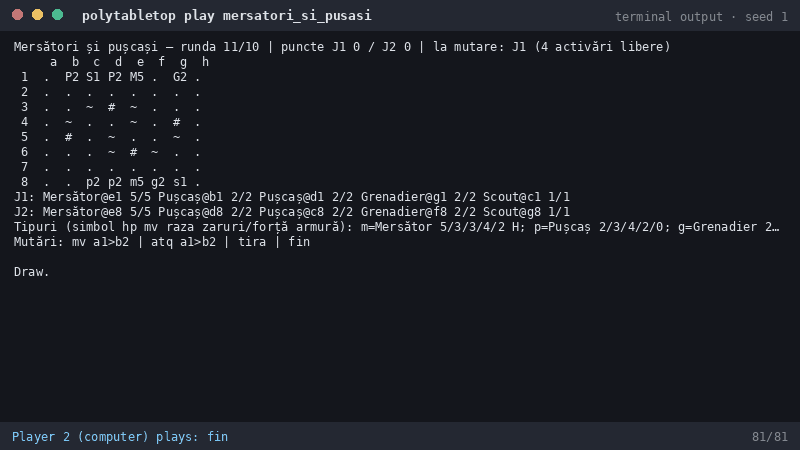 polytabletop play mersatori_si_pusasi
terminal output · seed 1
Mersători și pușcași — runda 11/10 | puncte J1 0 / J2 0 | la mutare: J1 (4 activări libere)
a b c d e f g h
1 . P2 S1 P2 M5 . G2 .
2 . . . . . . . .
3 . . ~ # ~ . . .
4 . ~ . . ~ . # .
5 . # . ~ . . ~ .
6 . . . ~ # ~ . .
7 . . . . . . . .
8 . . p2 p2 m5 g2 s1 .
J1: Mersător@e1 5/5 Pușcaș@b1 2/2 Pușcaș@d1 2/2 Grenadier@g1 2/2 Scout@c1 1/1
J2: Mersător@e8 5/5 Pușcaș@d8 2/2 Pușcaș@c8 2/2 Grenadier@f8 2/2 Scout@g8 1/1
Tipuri (simbol hp mv raza zaruri/forță armură): m=Mersător 5/3/3/4/2 H; p=Pușcaș 2/3/4/2/0; g=Grenadier 2…
Mutări: mv a1>b2 | atq a1>b2 | tira | fin
Draw.
Player 2 (computer) plays: fin
81/81